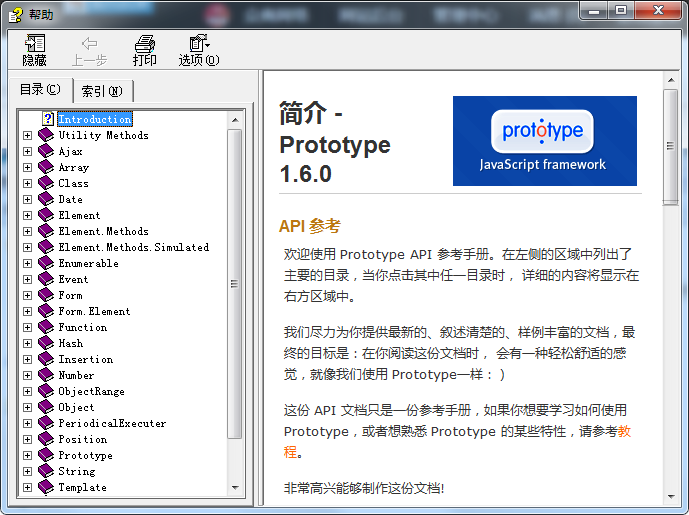 帮助
隐藏
上一步
打印
选项(O)
目录(C)
索引(N)
Introduction
Utility Methods
Ajax
Array
Class
Date
Element
Element.Methods
Element.Methods.Simulated
Enumerable
Event
Form
Form.Element
Function
Hash
Insertion
Number
ObjectRange
Object
PeriodicalExecuter
Position
Prototype
String
Template
简介 -
Prototype
1.6.0
prototype
JavaScript framework
API 参考
欢迎使用 Prototype API 参考手册。在左侧的区域中列出了
主要的目录，当你点击其中任一目录时， 详细的内容将显示在
右方区域中。
我们尽力为你提供最新的、叙述清楚的、样例丰富的文档，最
终的目标是：在你阅读这份文档时， 会有一种轻松舒适的感
觉，就像我们使用 Prototype一样：）
这份 API 文档只是一份参考手册，如果你想要学习如何使用
Prototype，或者想熟悉 Prototype 的某些特性，请参考教
程。
非常高兴能够制作这份文档!